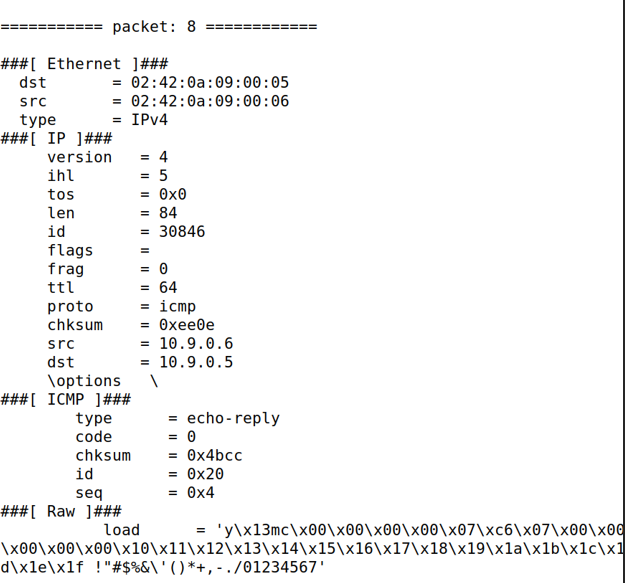 =========== packet: 8 ============
###[ Ethernet ]###
  dst       = 02:42:0a:09:00:05
  src       = 02:42:0a:09:00:06
  type      = IPv4
###[ IP ]###
     version   = 4
     ihl       = 5
     tos       = 0x0
     len       = 84
     id        = 30846
     flags     =
     frag      = 0
     ttl       = 64
     proto     = icmp
     chksum    = 0xee0e
     src       = 10.9.0.6
     dst       = 10.9.0.5
     \options   \
###[ ICMP ]###
        type      = echo-reply
        code      = 0
        chksum    = 0x4bcc
        id        = 0x20
        seq       = 0x4
###[ Raw ]###
           load      = 'y\x13mc\x00\x00\x00\x00\x07\xc6\x07\x00\x00
\x00\x00\x00\x10\x11\x12\x13\x14\x15\x16\x17\x18\x19\x1a\x1b\x1c\x1
d\x1e\x1f !"#$%&\'()*+,-./01234567'